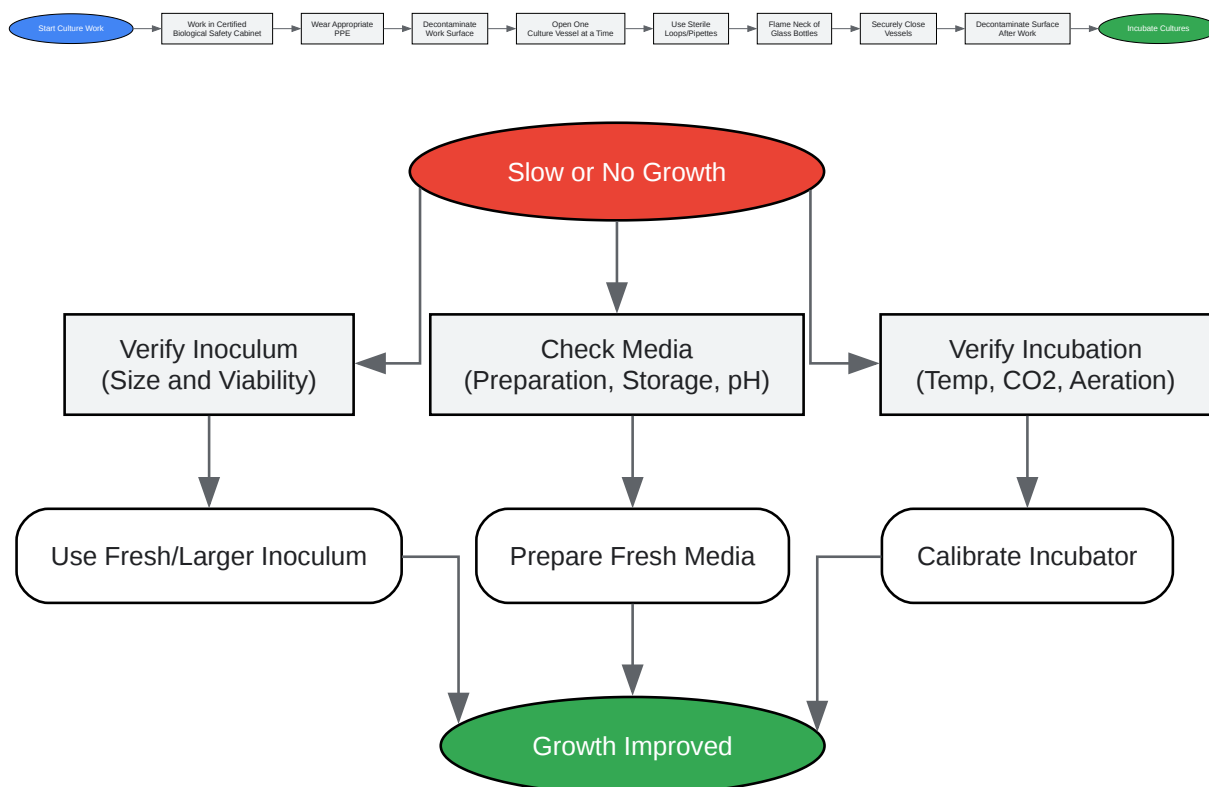 Start Culture Work
Work in Certified
Biological Safety Cabinet
Wear Appropriate
PPE
Decontaminate
Work Surface
Open One
Culture Vessel at a Time
Use Sterile
Loops/Pipettes
Flame Neck of
Glass Bottles
Securely Close
Vessels
Decontaminate Surface
After Work
Incubate Cultures
Slow or No Growth
Verify Inoculum
(Size and Viability)
Check Media
(Preparation, Storage, pH)
Verify Incubation
(Temp, CO2, Aeration)
Use Fresh/Larger Inoculum
Prepare Fresh Media
Calibrate Incubator
Growth Improved